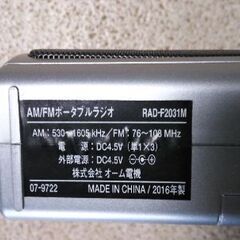 AM/FMポータブルラジオ RAD-F2031M
AM：530～1605 kHz／FM：76～108 MHz
電源：DC4.5V（単1×3）
外部電源：DC4.5V
株式会社 オーム電機
07-9722 MADE IN CHINA / 2016年製